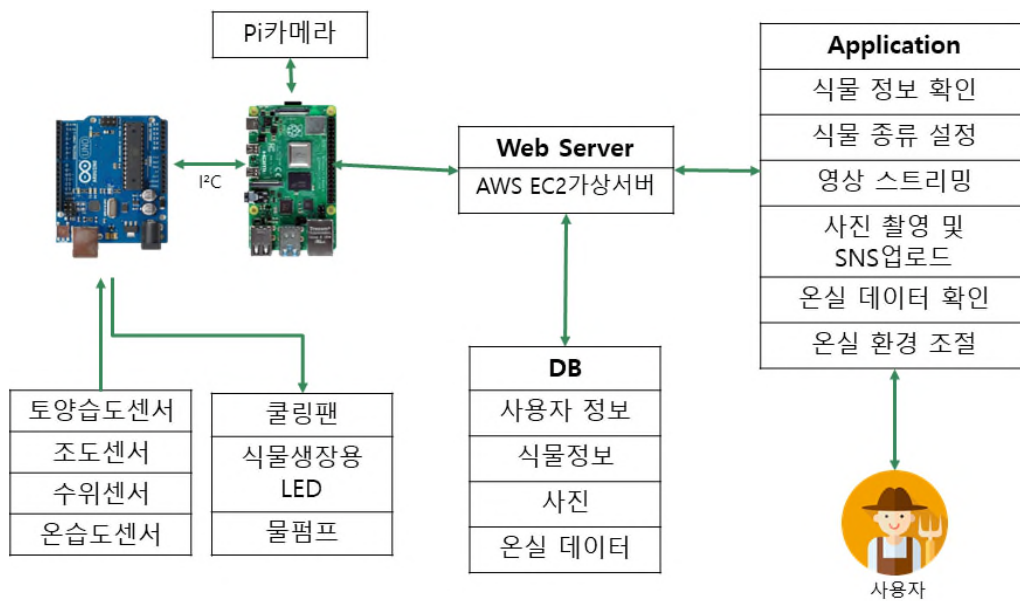 Pi카메라
I²C
UNO
Web Server
AWS EC2가상서버
Application
식물 정보 확인
식물 종류 설정
영상 스트리밍
사진 촬영 및
SNS업로드
온실 데이터 확인
온실 환경 조절
토양습도센서
조도센서
수위센서
온습도센서
쿨링팬
식물생장용
LED
물펌프
DB
사용자 정보
식물정보
사진
온실 데이터
사용자